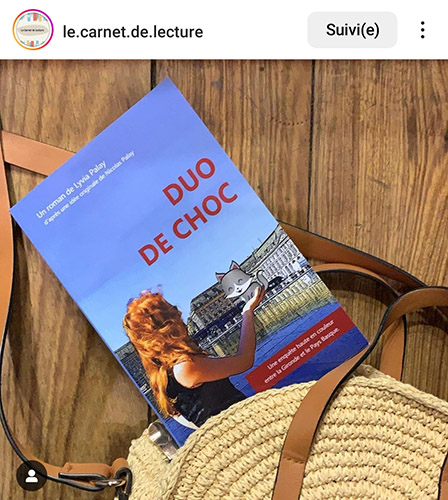 le.carnet.de.lecture
Suivi(e)
Un roman de Lyvia Palay
d'après une idée originale de Nicolas Palay
DUO
DE CHOC
Une enquête haute en couleur
entre la Gironde et le Pays Basque.